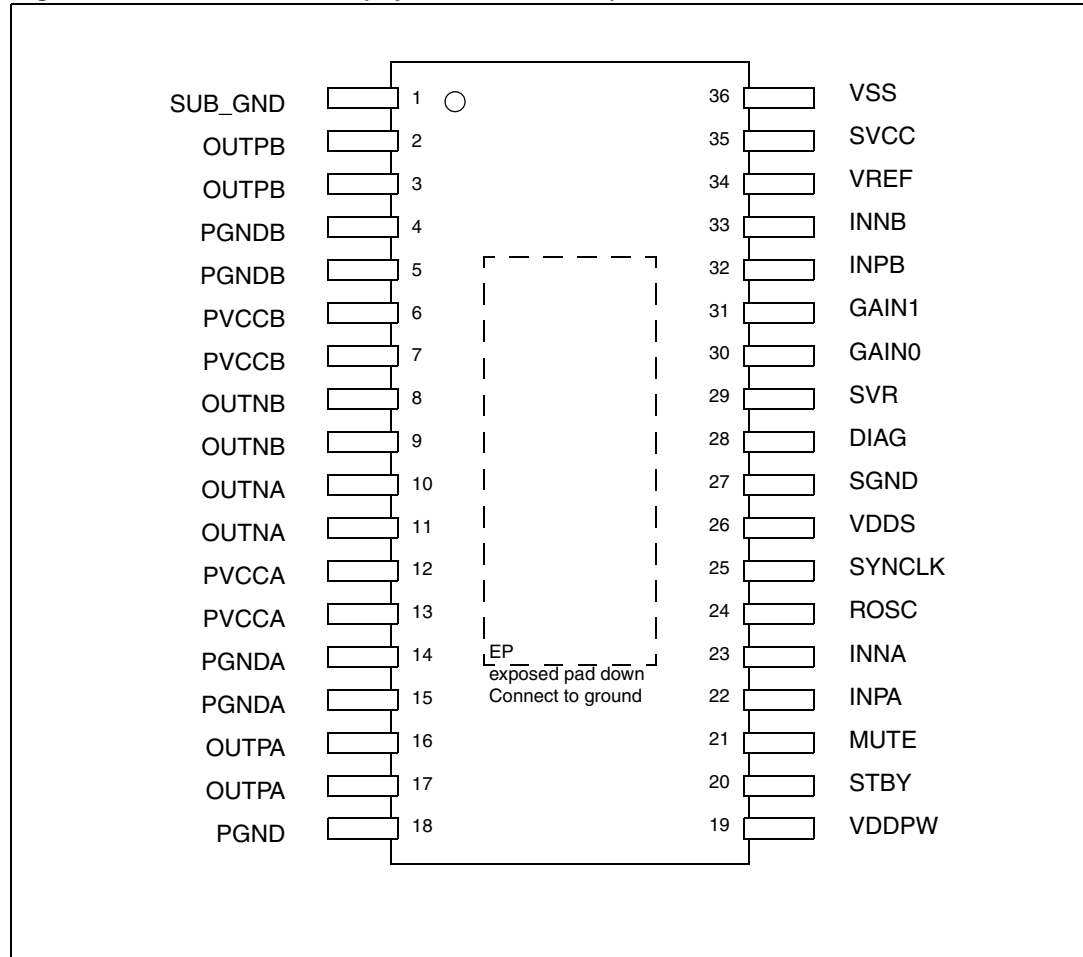 SUB_GND 1 36 VSS
OUTPB 2 35 SVCC
OUTPB 3 34 VREF
PGNDB 4 33 INNB
PGNDB 5 32 INPB
PVCCB 6 31 GAIN1
PVCCB 7 30 GAIN0
OUTNB 8 29 SVR
OUTNB 9 28 DIAG
OUTNA 10 27 SGND
OUTNA 11 26 VDDS
PVCCA 12 25 SYNCLK
PVCCA 13 24 ROSC
PGNDA 14 23 INNA
PGNDA 15 22 INPA
OUTPA 16 21 MUTE
OUTPA 17 20 STBY
PGND 18 19 VDDPW
EP
exposed pad down
Connect to ground